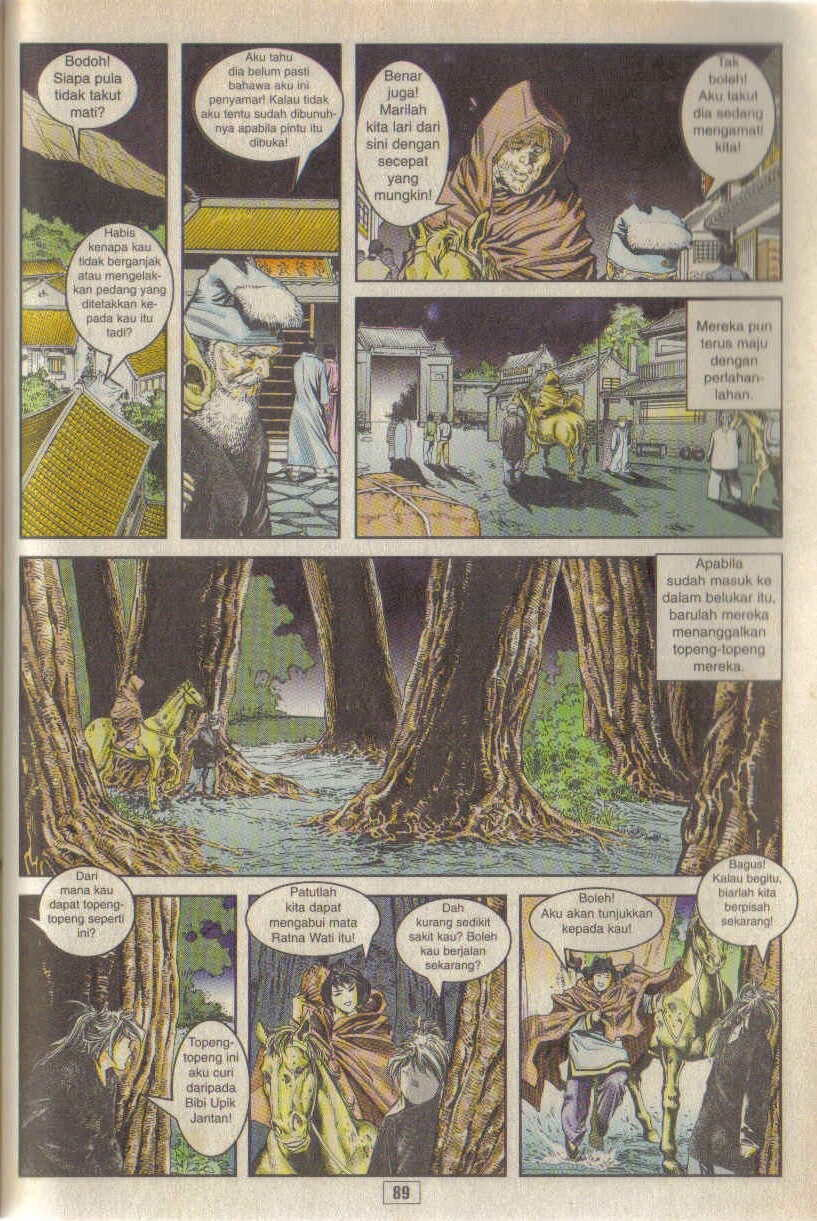 Bodoh!
Siapa pula
tidak takut
mati?
Habis
kenapa kau
tidak berganjak
atau mengelak-
kan pedang yang
ditetakkan ke-
pada kau itu
tadi?
Aku tahu
dia belum pasti
bahawa aku ini
penyamar! Kalau tidak
aku tentu sudah dibunuh-
nya apabila pintu itu
dibuka!
Benar
juga!
Marilah
kita lari dari
sini dengan
secepat
yang
mungkin!
Tak
boleh!
Aku takut
dia sedang
mengamati
kita!
Mereka pun
terus maju
dengan
perlahan-
lahan.
Apabila
sudah masuk ke
dalam belukar itu,
barulah mereka
menanggalkan
topeng-topeng
mereka.
Dari
mana kau
dapat topeng-
topeng seperti
ini?
Topeng-
topeng ini
aku curi
daripada
Bibi Upik
Jantan!
Patutlah
kita dapat
mengabui mata
Ratna Wati itu!
Dah
kurang sedikit
sakit kau? Boleh
kau berjalan
sekarang?
Boleh!
Aku akan tunjukkan
kepada kau!
Bagus!
Kalau begitu,
biarlah kita
berpisah
sekarang!
89